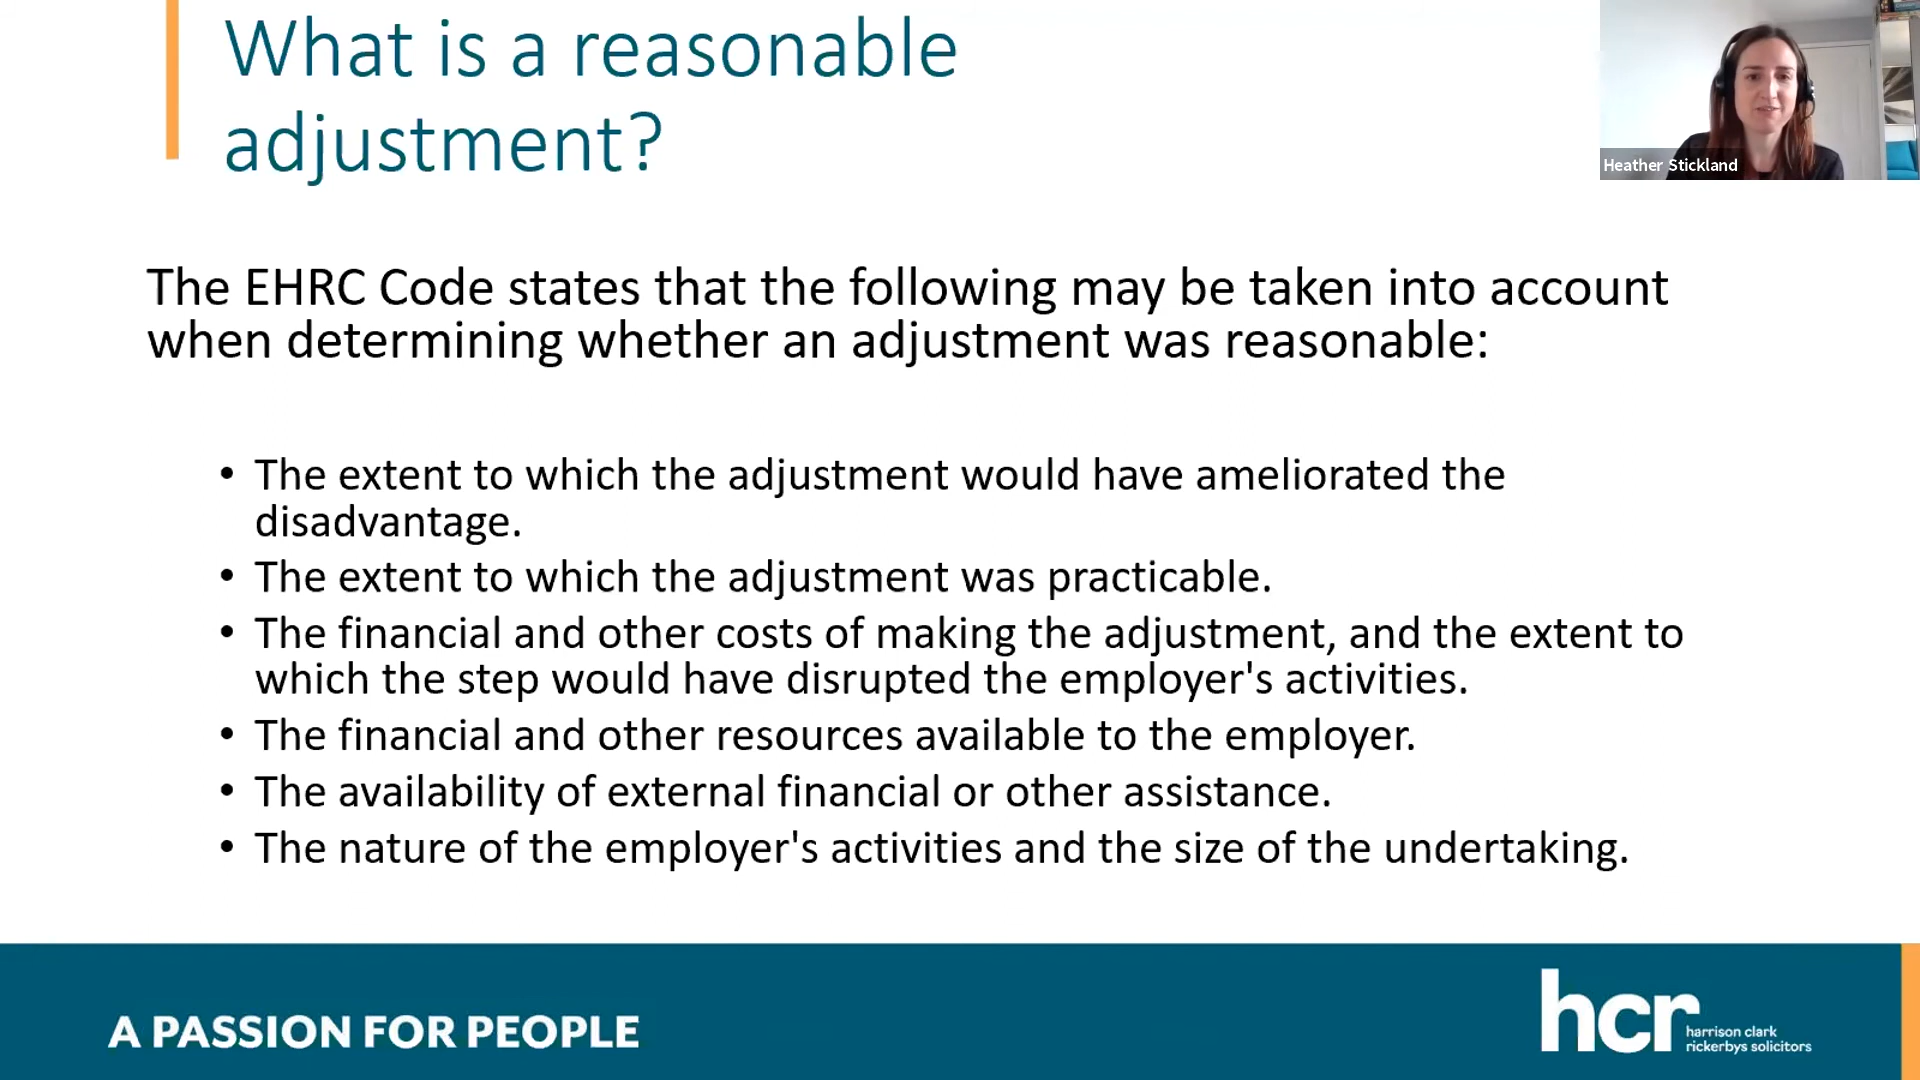 What is a reasonable
adjustment?
Heather Stickland
The EHRC Code states that the following may be taken into account
when determining whether an adjustment was reasonable:
• The extent to which the adjustment would have ameliorated the
disadvantage.
• The extent to which the adjustment was practicable.
• The financial and other costs of making the adjustment, and the extent to
which the step would have disrupted the employer's activities.
• The financial and other resources available to the employer.
• The availability of external financial or other assistance.
• The nature of the employer's activities and the size of the undertaking.
A PASSION FOR PEOPLE
hcr
harrison clark
rickerbys solicitors